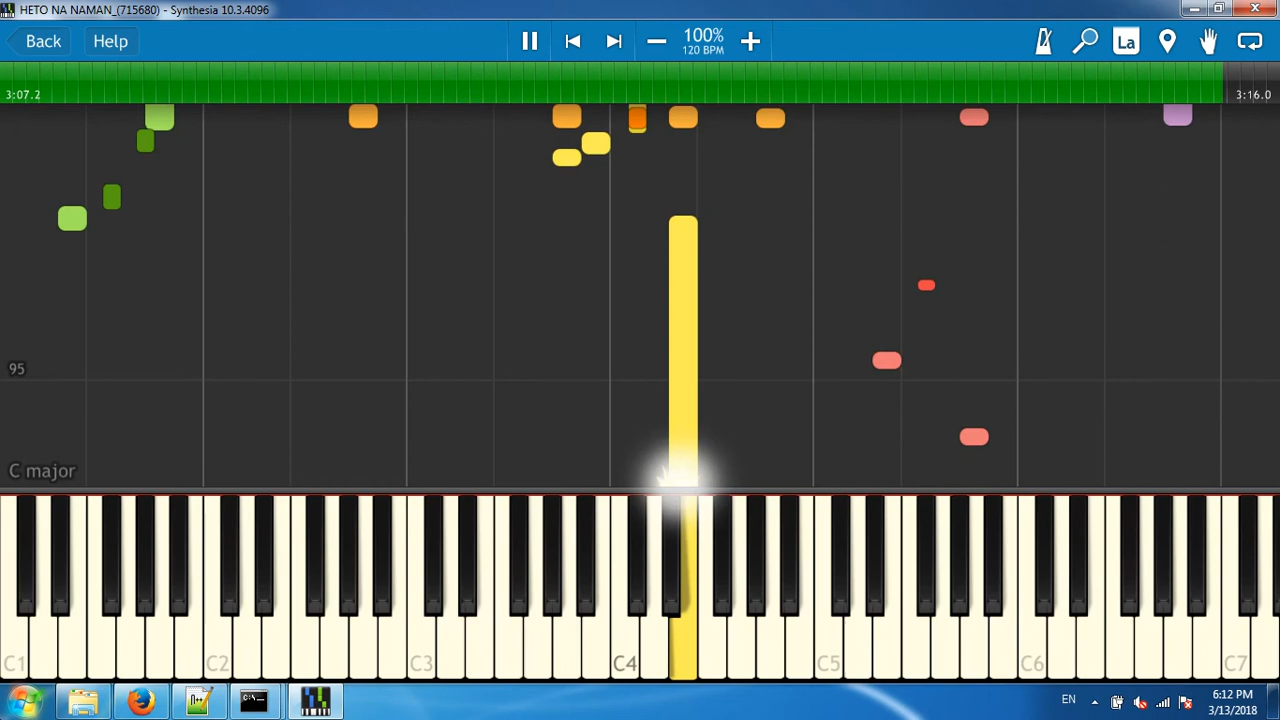 HETO NA NAMAN_(715680) - Synthesia 10.3.4096
Back
Help
100%
120 BPM
La
3:07.2
3:16.0
95
C major
C1
C2
C3
C4
C5
C6
C7
EN
6:12 PM
3/13/2018